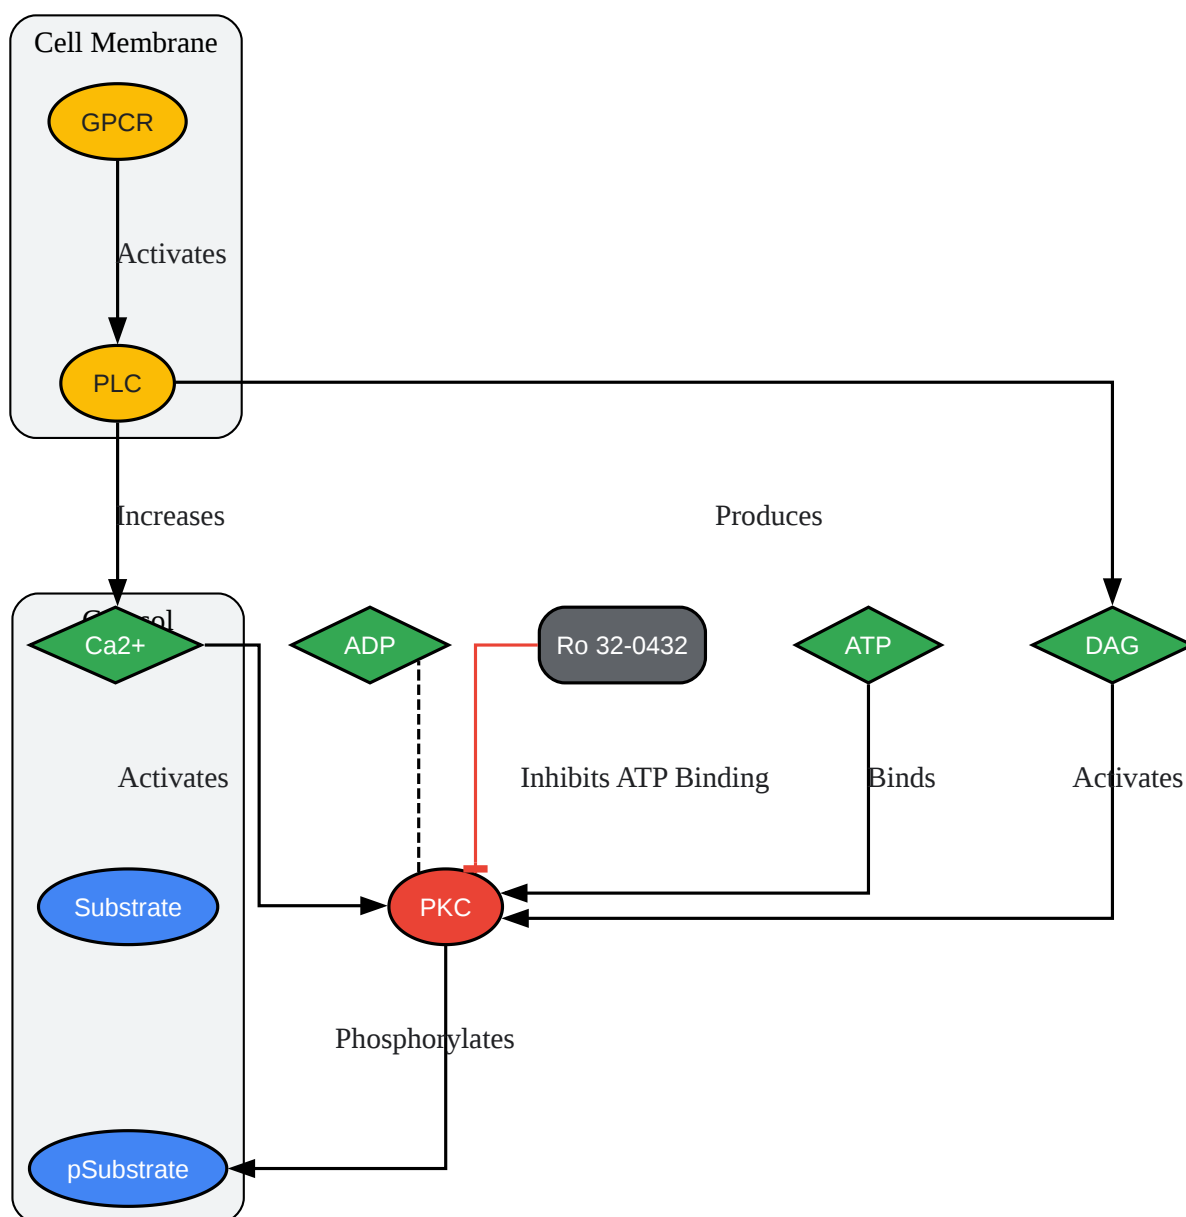 Cell Membrane
GPCR
Activates
PLC
Increases
Produces
Cytosol
Ca2+
ADP
Ro 32-0432
ATP
DAG
Activates
Inhibits ATP Binding
Binds
Activates
Substrate
PKC
Phosphorylates
pSubstrate